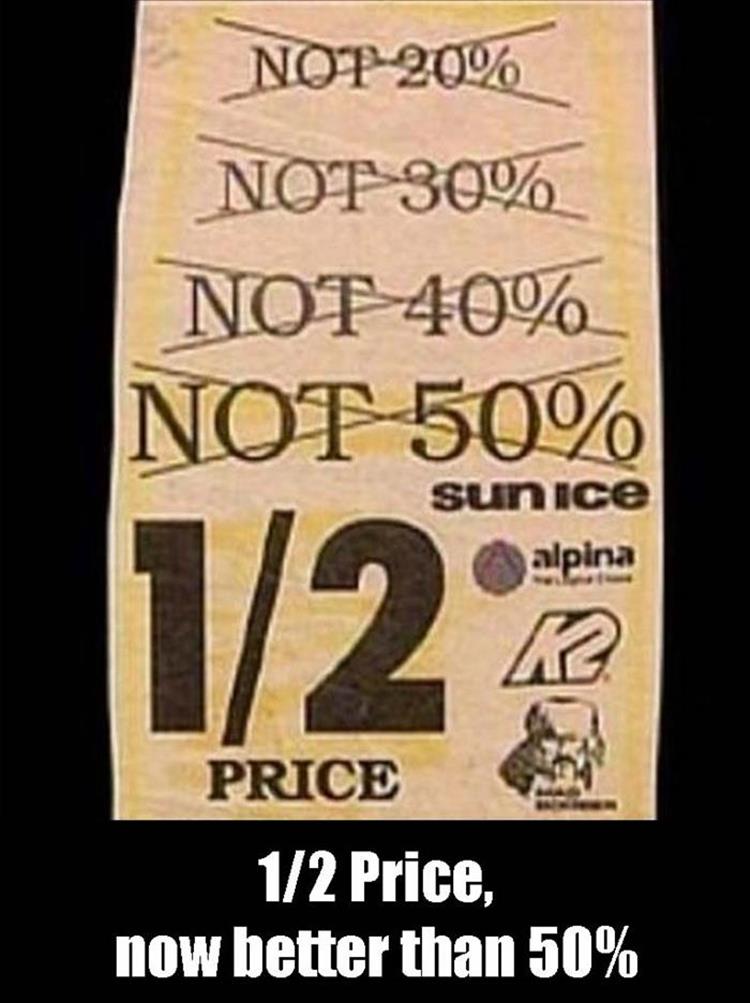 NOT 20%
NOT 30%
NOT 40%
NOT 50%
sun ice
alpina
1/2
K2
PRICE
1/2 Price,
now better than 50%